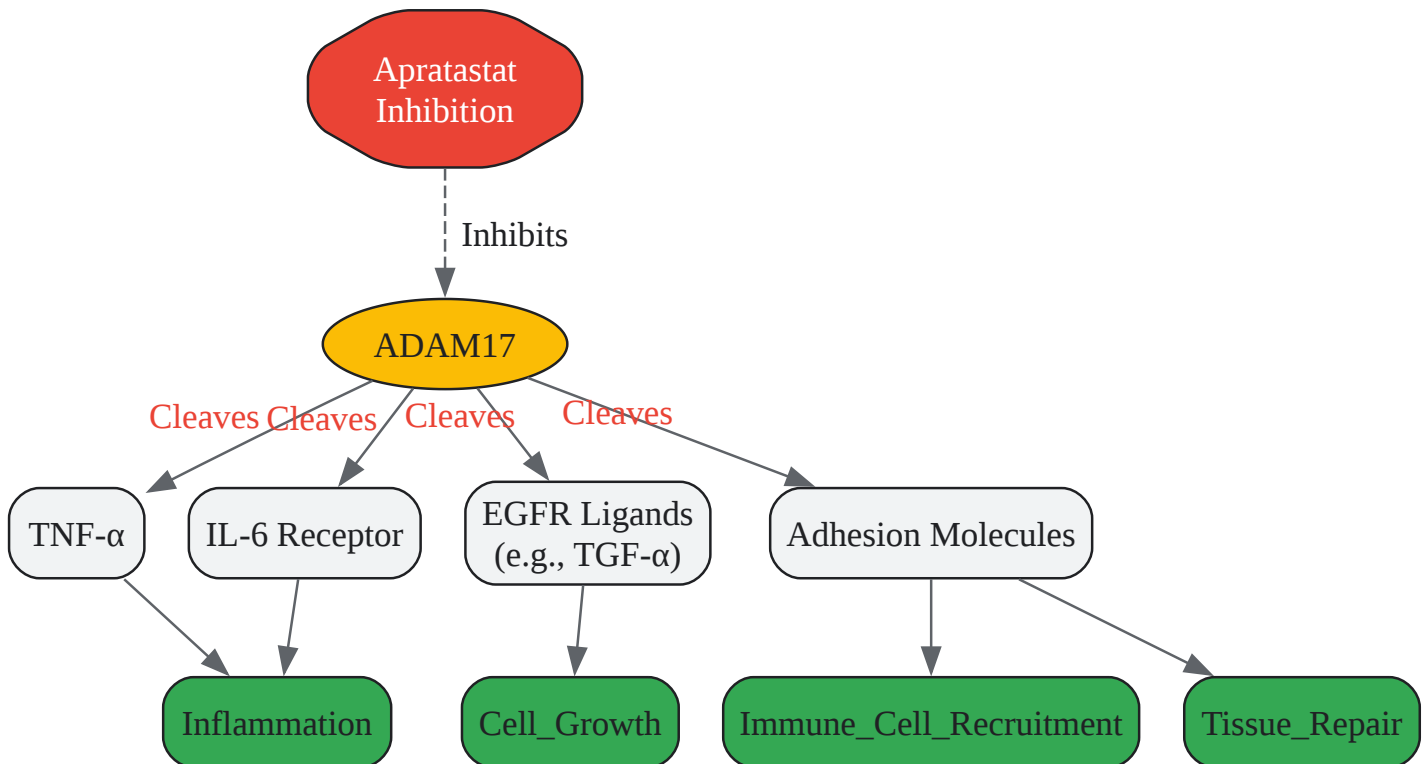 Apratastat
Inhibition
Inhibits
ADAM17
Cleaves
Cleaves
Cleaves
Cleaves
TNF-α
IL-6 Receptor
EGFR Ligands
(e.g., TGF-α)
Adhesion Molecules
Inflammation
Cell_Growth
Immune_Cell_Recruitment
Tissue_Repair